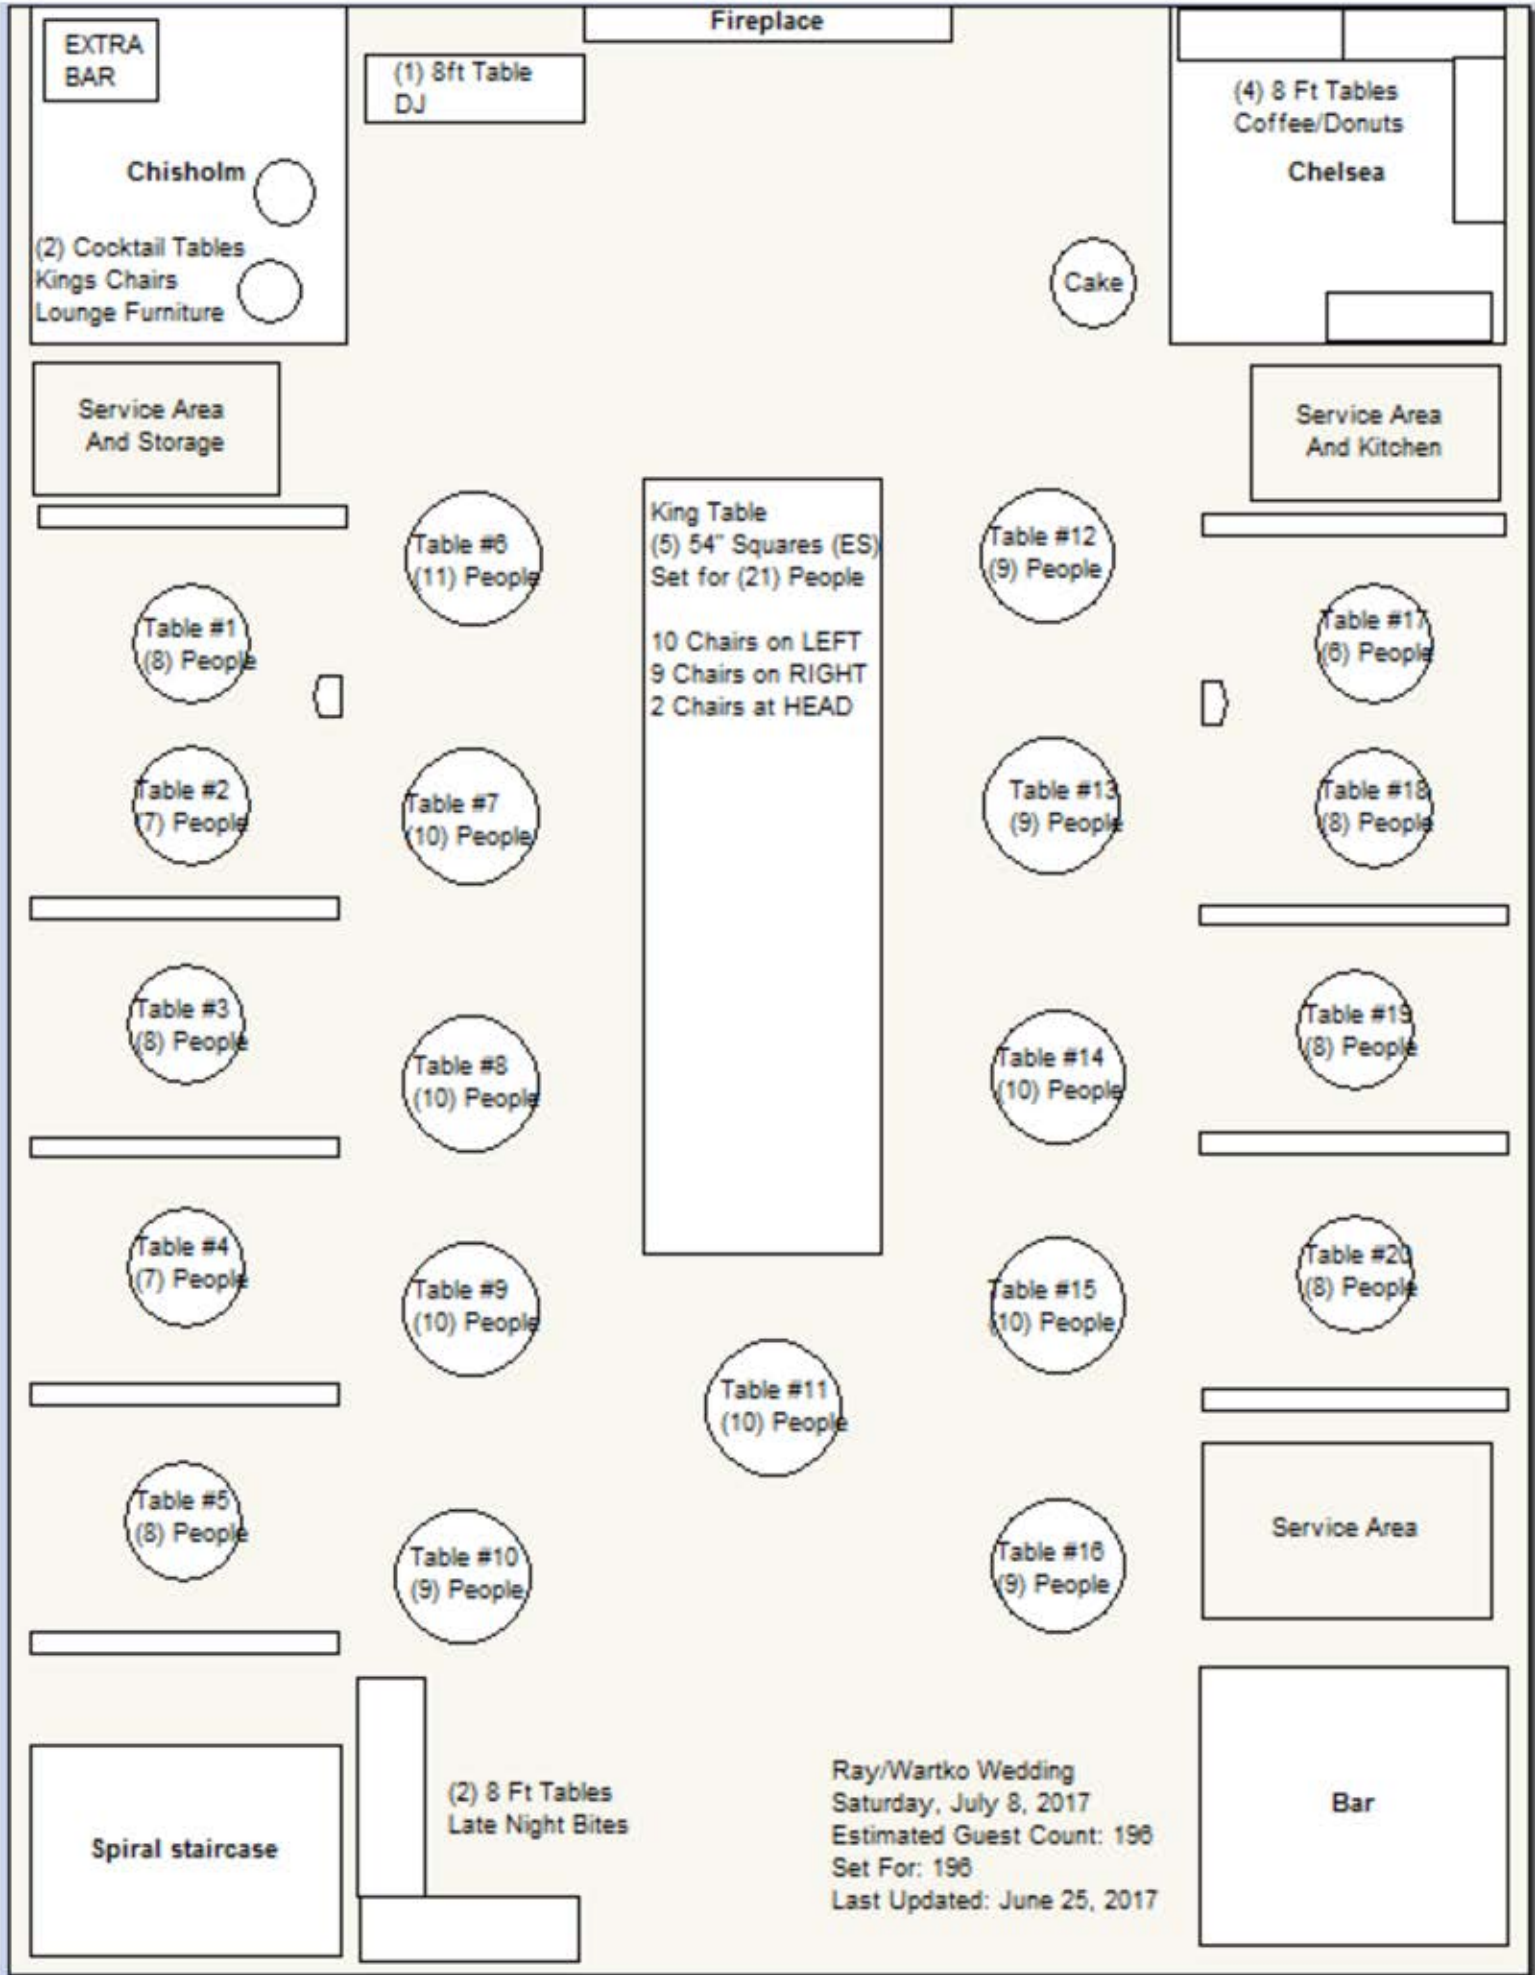 Fireplace
EXTRA
BAR
(1) 8ft Table
DJ
(4) 8 Ft Tables
Coffee/Donuts
Chelsea
Chisholm
(2) Cocktail Tables
Kings Chairs
Lounge Furniture
Cake
Service Area
And Storage
Service Area
And Kitchen
King Table
(5) 54" Squares (ES)
Set for (21) People
10 Chairs on LEFT
9 Chairs on RIGHT
2 Chairs at HEAD
Table #6
(11) People
Table #12
(9) People
Table #1
(8) People
Table #17
(6) People
Table #2
(7) People
Table #7
(10) People
Table #13
(9) People
Table #18
(8) People
Table #3
(8) People
Table #8
(10) People
Table #14
(10) People
Table #19
(8) People
Table #4
(7) People
Table #9
(10) People
Table #15
(10) People
Table #20
(8) People
Table #11
(10) People
Table #5
(8) People
Table #10
(9) People
Table #16
(9) People
Service Area
Spiral staircase
(2) 8 Ft Tables
Late Night Bites
Ray/Wartko Wedding
Saturday, July 8, 2017
Estimated Guest Count: 196
Set For: 196
Last Updated: June 25, 2017
Bar